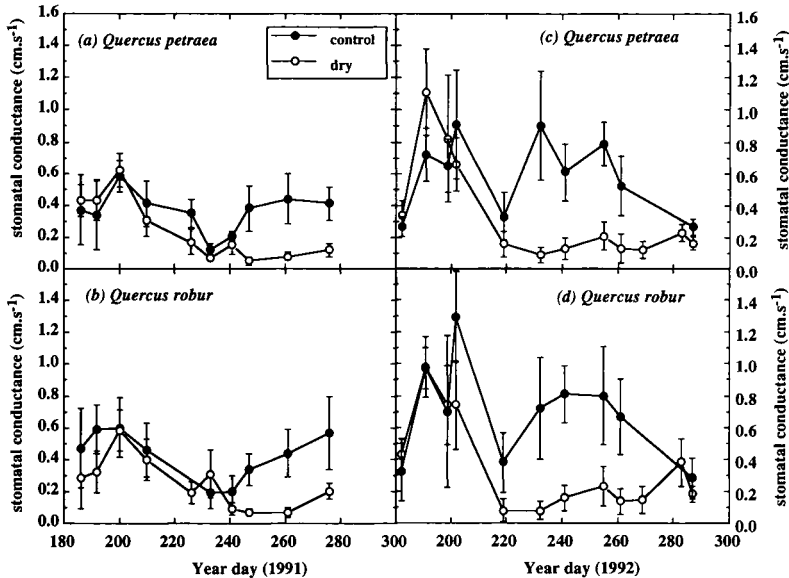 1.6
1.4
1.2
1.0
0.8
0.6
0.4
0.2
0.0
stomatal conductance (cm.s⁻¹)
(a) Quercus petraea
control
dry
(c) Quercus petraea
1.6
1.4
1.2
1.0
0.8
0.6
0.4
0.2
0.0
stomatal conductance (cm.s⁻¹)
1.4
1.2
1.0
0.8
0.6
0.4
0.2
0.0
stomatal conductance (cm.s⁻¹)
(b) Quercus robur
(d) Quercus robur
1.4
1.2
1.0
0.8
0.6
0.4
0.2
0.0
stomatal conductance (cm.s⁻¹)
180 200 220 240 260 280 300 200 220 240 260 280 300
Year day (1991) Year day (1992)